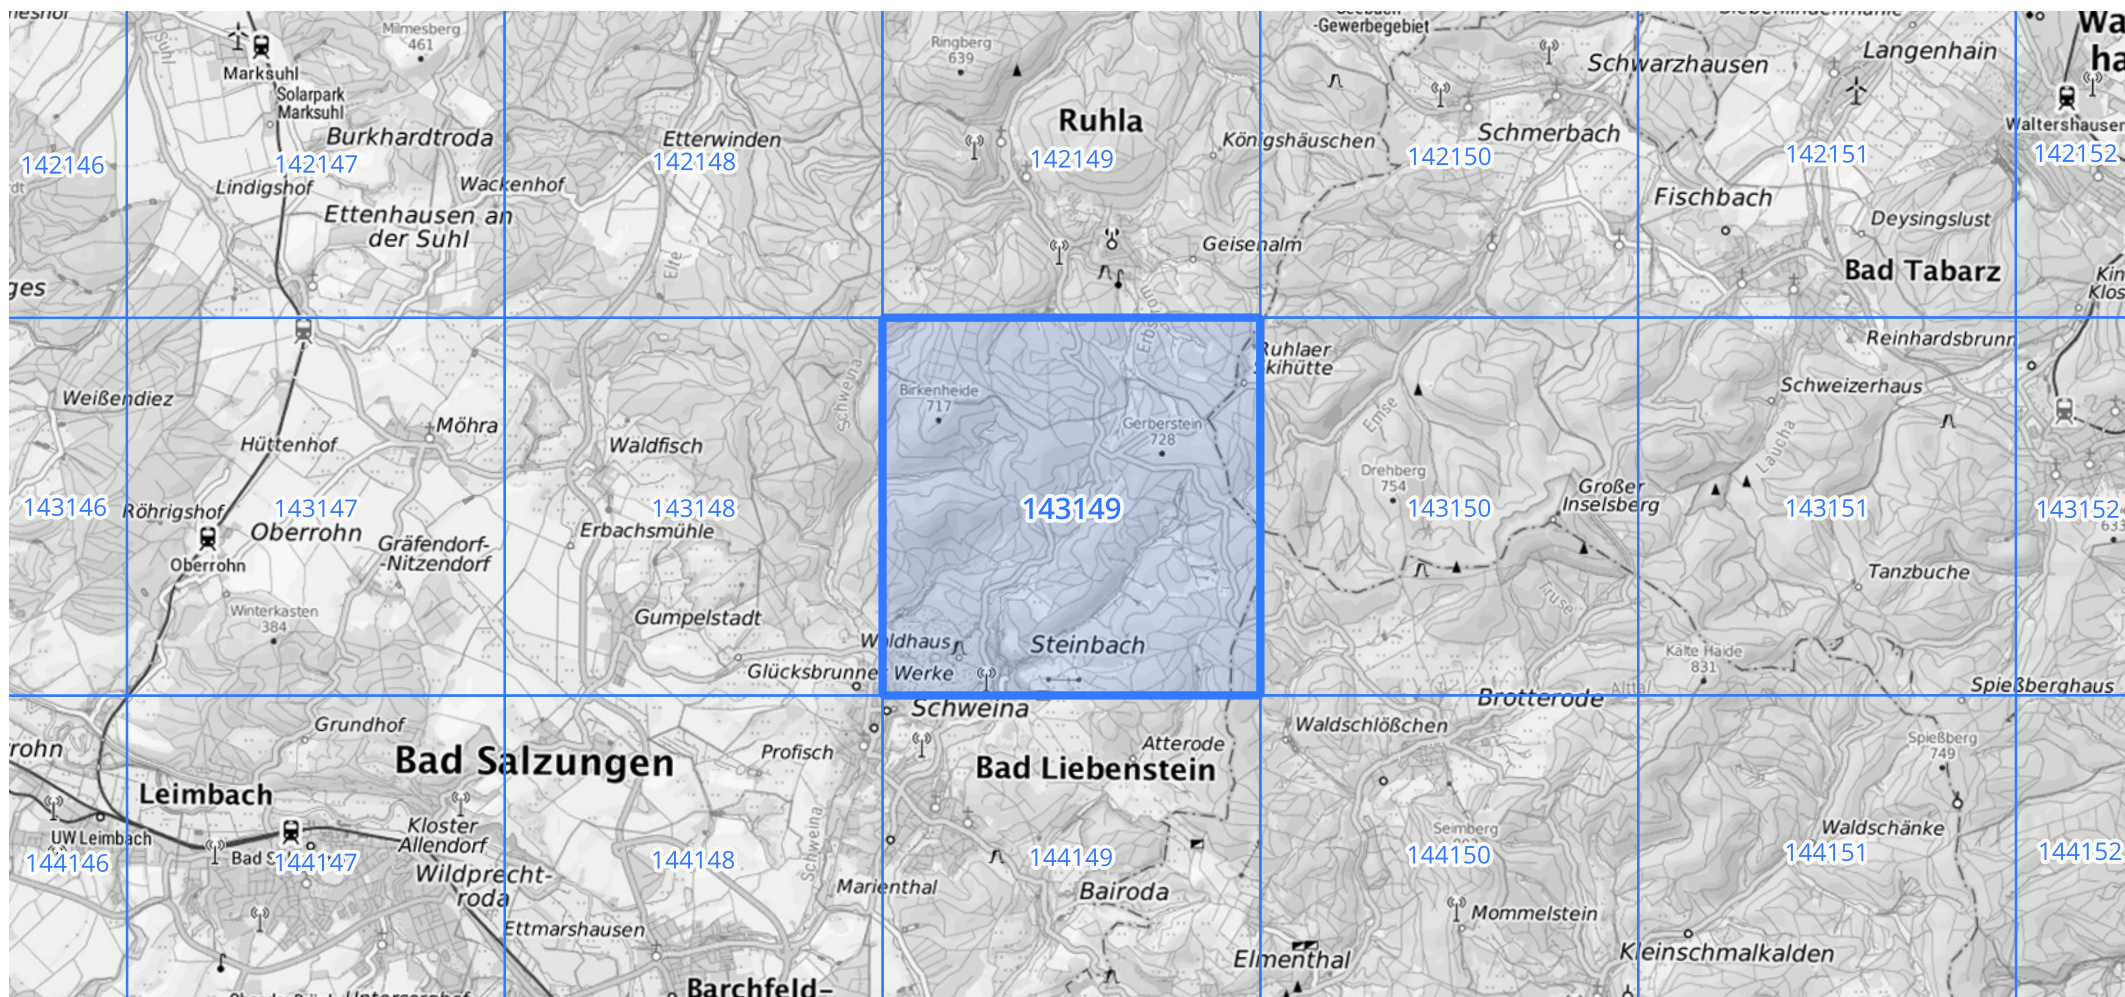 -Gewerbegebiet
Milmesberg
461
Marksuhl
Solarpark
Marksuhl
Suhl
Burkhardtroda
Lindigshof
Ettenhausen an
der Suhl
Etterwinden
Wackenhof
Elte
Ringberg
639
Ruhla
Königshäuschen
Geisenalm
Schwarzhausen
Schmerbach
Langenhain
Waltershausen
Fischbach
Deysingslust
Bad Tabarz
142146
142147
142148
142149
142150
142151
142152
Weißendiez
Möhra
Hüttenhof
Röhrigshof
Oberrohn
Oberrohn
Gräfendorf-
-Nitzendorf
Winterkasten
384
Waldfisch
Erbachsmühle
Gumpelstadt
Glücksbrunner Werke
Schweina
Birkenheide
717
Gerberstein
728
Waldhaus
Steinbach
Ruhlaer
Skihütte
Emse
Drehberg
754
Großer
Inselsberg
Truse
Reinhardsbrunn
Schweizerhaus
Laucha
Tanzbuche
Kalte Haide
831
Spießberghaus
633
143146
143147
143148
143149
143150
143151
143152
Grundhof
Bad Salzungen
Leimbach
UW Leimbach
Kloster
Allendorf
Wildprecht-
roda
Ettmarshausen
Profisch
Schweina
Marienthal
Barchfeld-
Schweina
Atterode
Bad Liebenstein
Bairoda
Elmenthal
Brotterode
Waldschlößchen
Seimberg
Mommelstein
Kleinschmalkalden
Spießberg
749
Waldschänke
144146
144147
144148
144149
144150
144151
144152